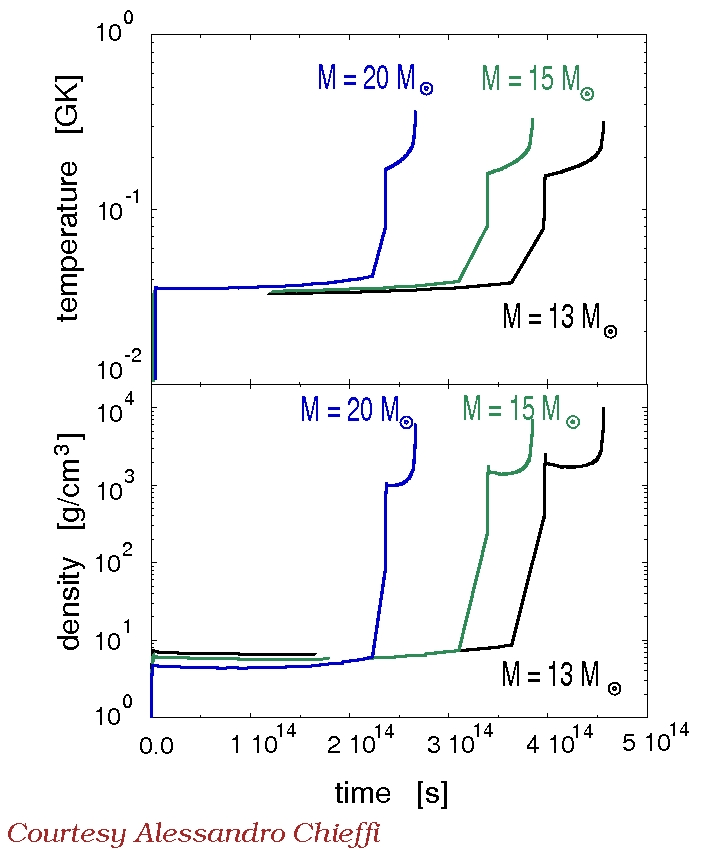 10^0
M = 20 M⊙
M = 15 M⊙
temperature [GK]
10^-1
M = 13 M⊙
10^-2
10^4
M = 20 M⊙
M = 15 M⊙
density [g/cm^3]
10^3
10^2
10^1
M = 13 M⊙
10^0
0.0 1 10^14 2 10^14 3 10^14 4 10^14 5 10^14
time [s]
Courtesy Alessandro Chieffi